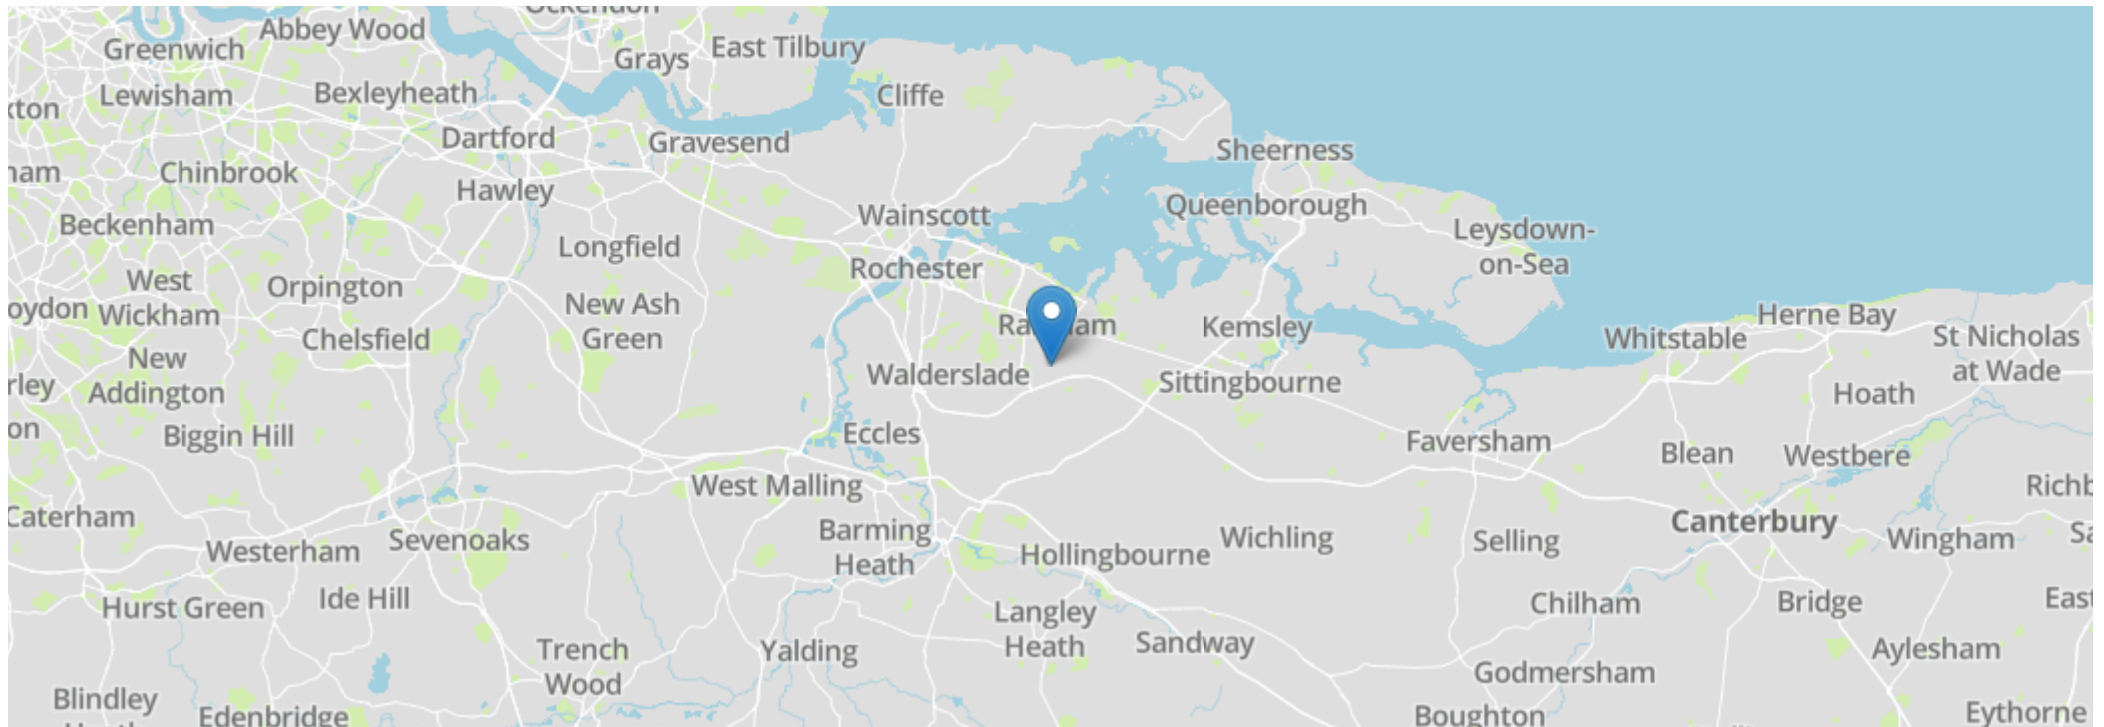 Abbey Wood
Greenwich
Grays
East Tilbury
Lewisham
Bexleyheath
Cliffe
Dartford
Gravesend
Sheerness
Chinbrook
Hawley
Queenborough
Beckenham
Wainscott
Longfield
Leysdown-
on-Sea
Rochester
West
Wickham
Orpington
New Ash
Green
Kemsley
Herne Bay
Chelsfield
Whitstable
St Nicholas
at Wade
New
Addington
Walderslade
Sittingbourne
Hoath
Biggin Hill
Eccles
Faversham
Blean
Westbere
West Malling
Caterham
Canterbury
Barming
Heath
Westerham
Sevenoaks
Hollingbourne
Wichling
Selling
Wingham
Hurst Green
Ide Hill
Langley
Heath
Chilham
Bridge
East
Trench
Wood
Yalding
Sandway
Aylesham
Godmersham
Blindley
Edenbridge
Boughton
Eythorne